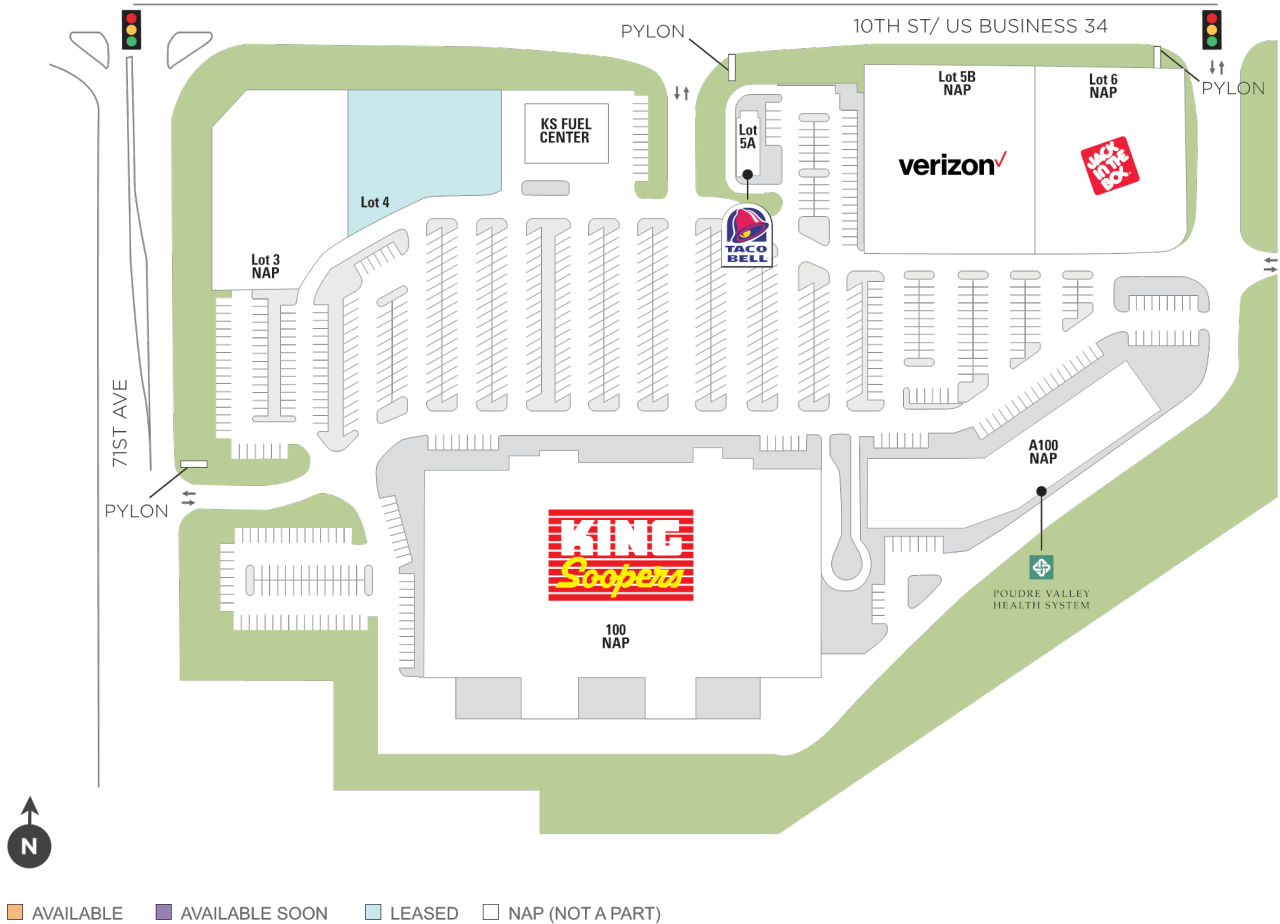 10TH ST/ US BUSINESS 34
PYLON
PYLON
Lot 5B
NAP
Lot 6
NAP
KS FUEL
CENTER
Lot
5A
verizon
JACK
IN THE
BOX
Lot 4
TACO
BELL
Lot 3
NAP
71ST AVE
A100
NAP
PYLON
KING
Soopers
POUDRE VALLEY
HEALTH SYSTEM
100
NAP
N
AVAILABLE
AVAILABLE SOON
LEASED
NAP (NOT A PART)